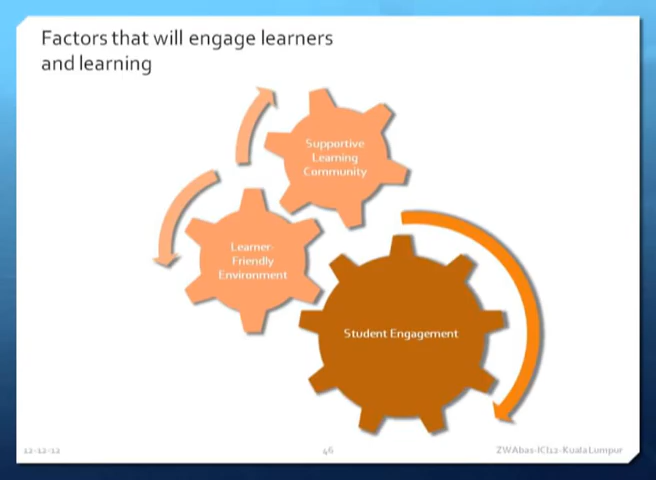 Factors that will engage learners
and learning
Supportive
Learning
Community
Learner-
Friendly
Environment
Student Engagement
12-12-12
46
ZWAbas-ICI12-Kuala Lumpur